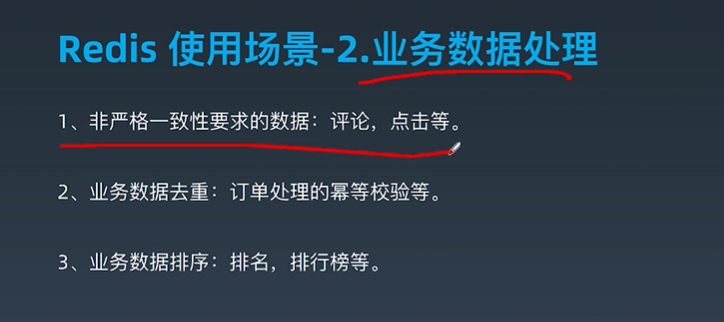 Redis 使用场景-2.业务数据处理
1、非严格一致性要求的数据：评论，点击等。
2、业务数据去重：订单处理的幂等校验等。
3、业务数据排序：排名，排行榜等。